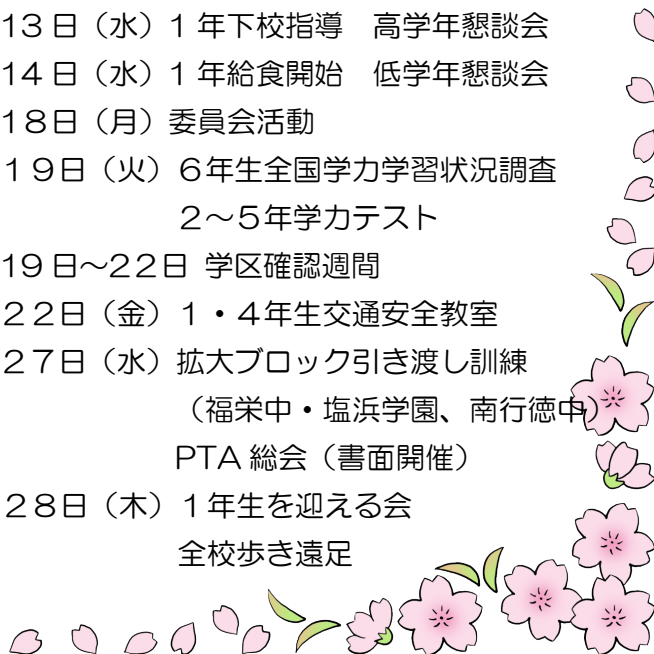 13日（水）1年下校指導　高学年懇談会
14日（水）1年給食開始　低学年懇談会
18日（月）委員会活動
１９日（火）６年生全国学力学習状況調査
２～５年学力テスト
19日～２２日 学区確認週間
２２日（金）１・４年生交通安全教室
２７日（水）拡大ブロック引き渡し訓練
（福栄中・塩浜学園、南行徳中）
PTA 総会（書面開催）
２８日（木）１年生を迎える会
全校歩き遠足